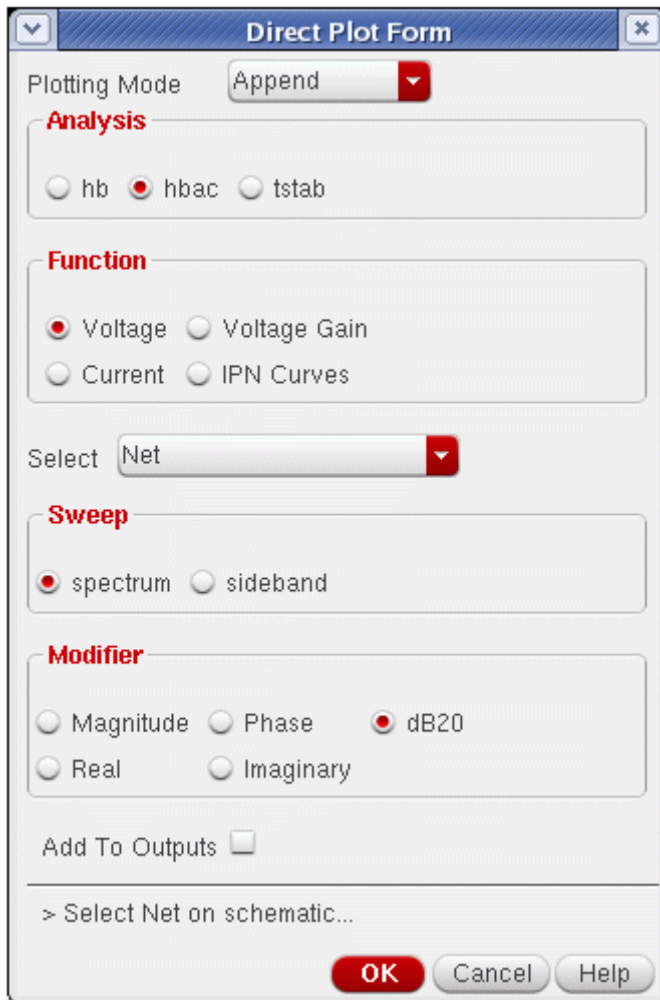 Direct Plot Form
Plotting Mode Append
Analysis
hb hbac tstab
Function
Voltage Voltage Gain
Current IPN Curves
Select Net
Sweep
spectrum sideband
Modifier
Magnitude Phase dB20
Real Imaginary
Add To Outputs
> Select Net on schematic...
OK Cancel Help